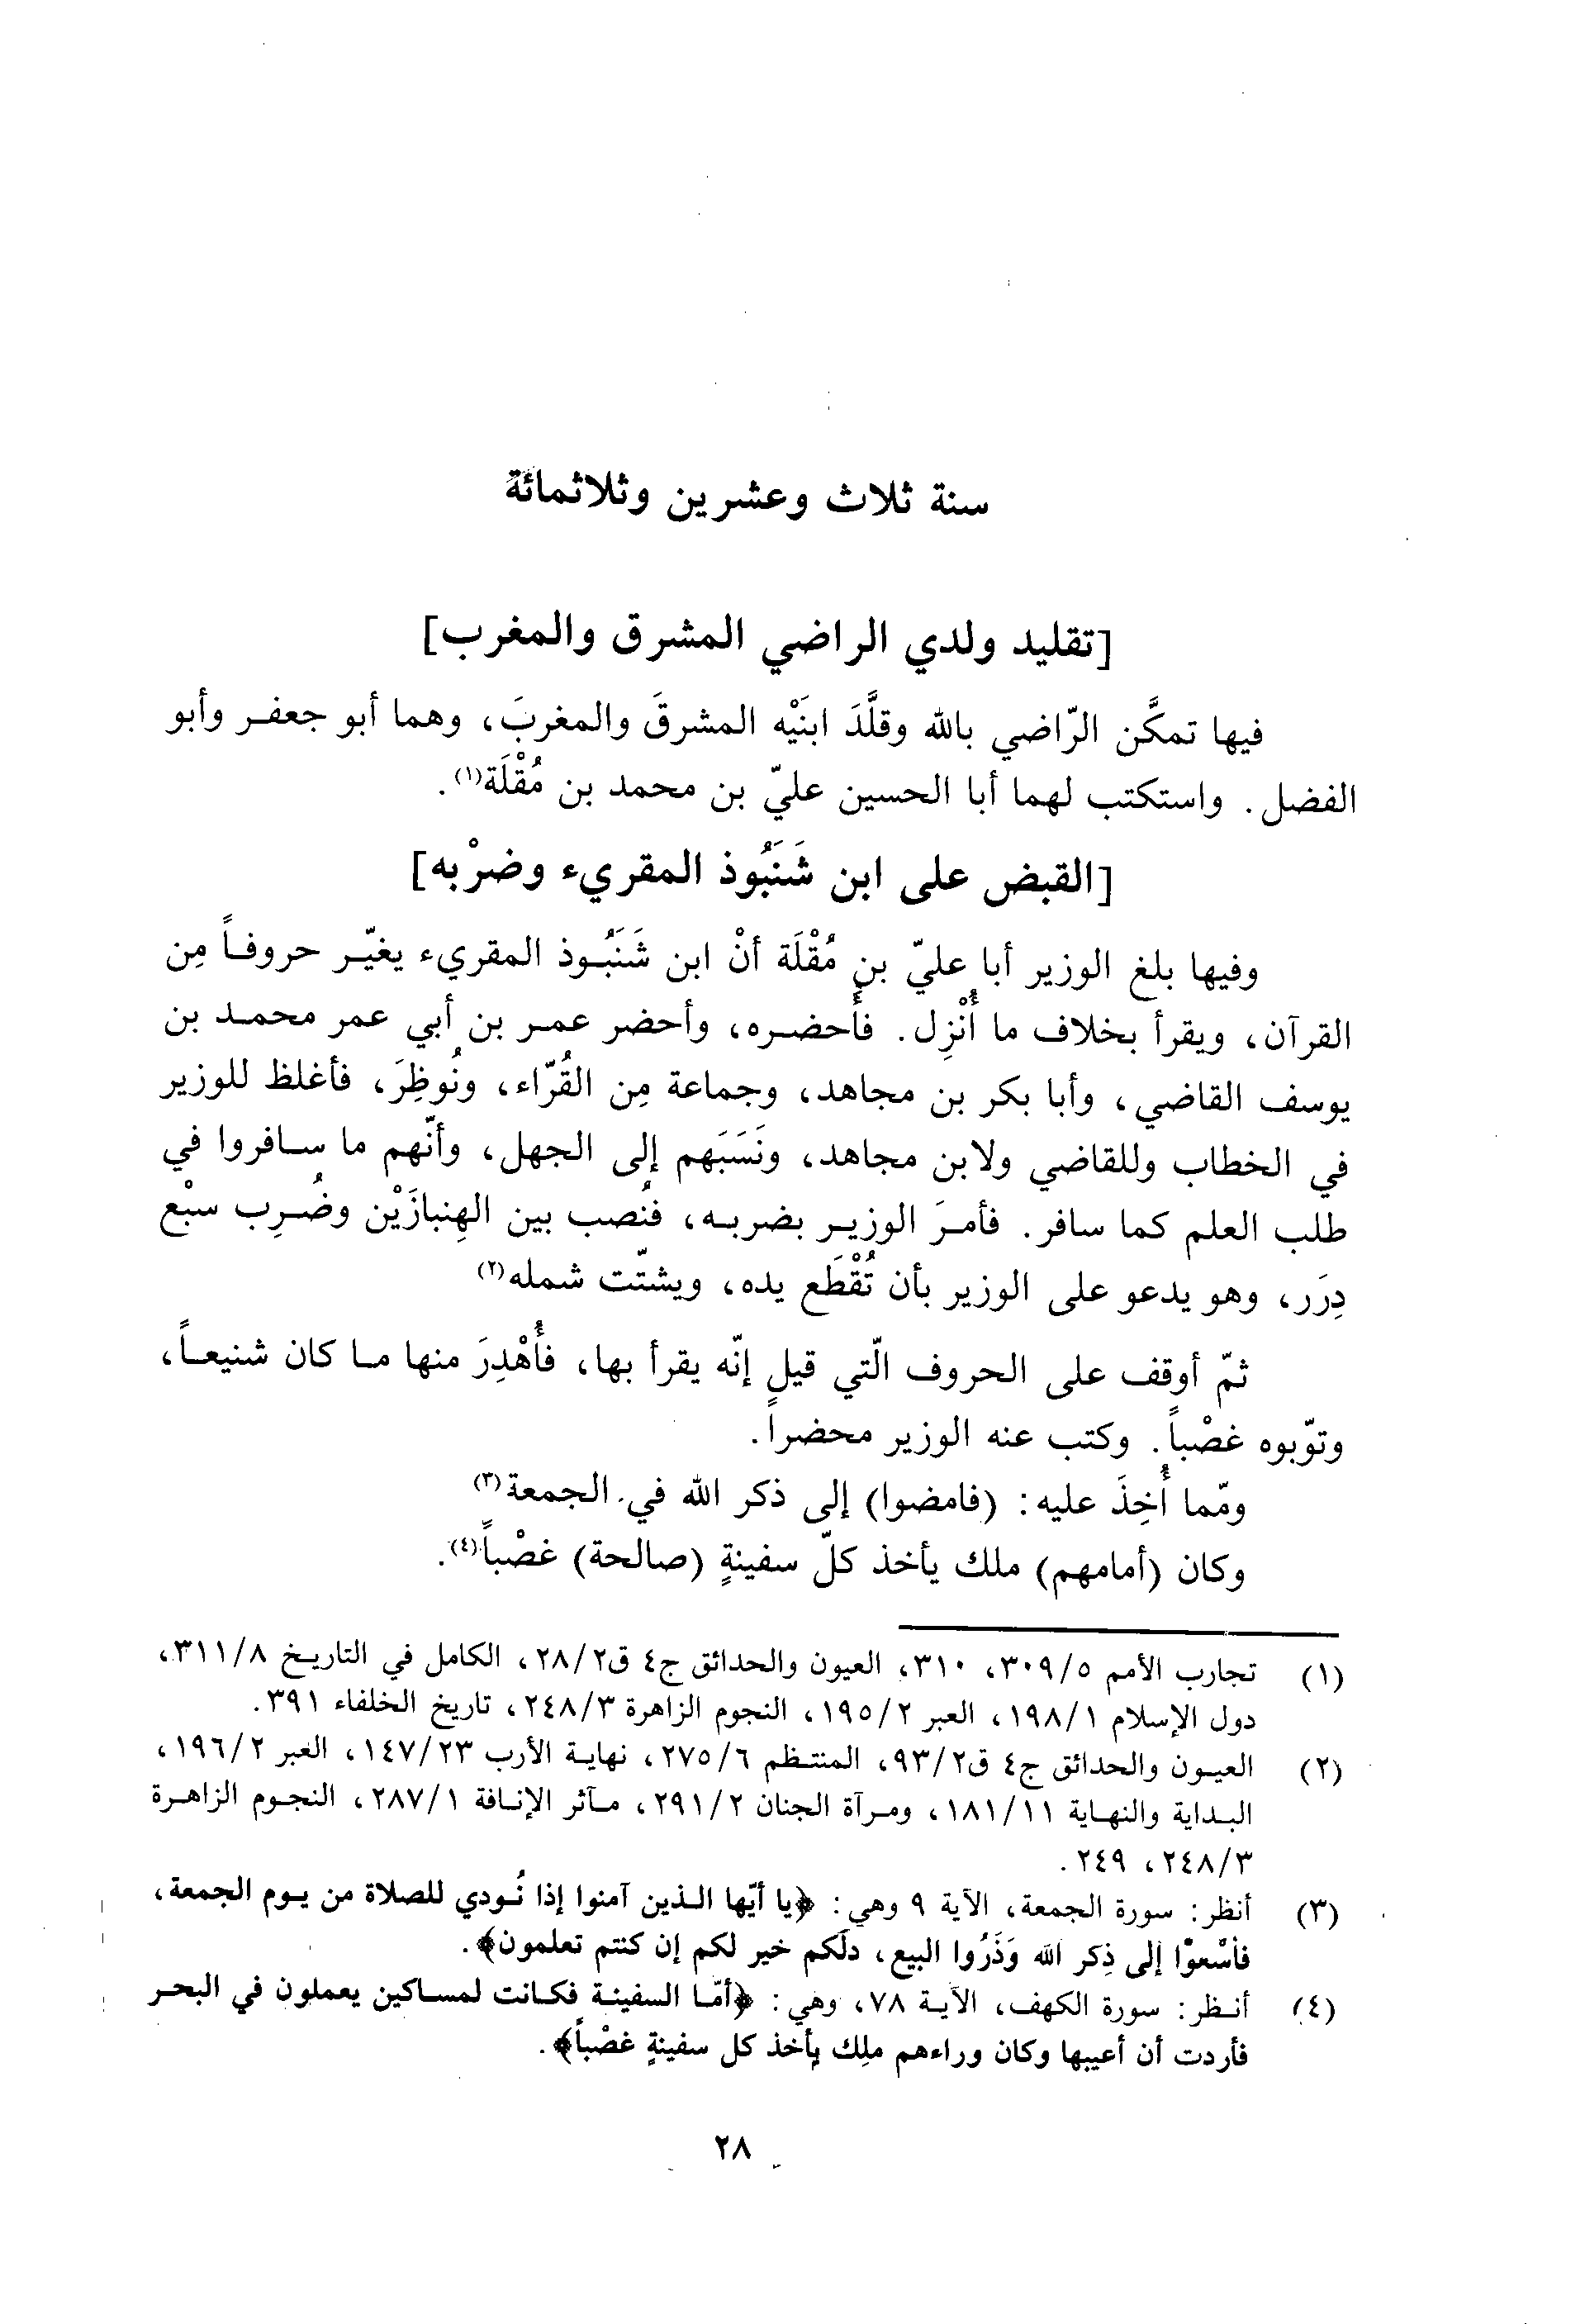 سنة ثلاث وعشرين وثلاثمائة
[تقليد ولدي الراضي المشرق والمغرب]
فيها تمكَّن الرّاضي بالله وقلَّدَ ابنَيْه المشرقَ والمغربَ، وهما أبو جعفر وأبو
الفضل. واستكتب لهما أبا الحسين عليّ بن محمد بن مُقْلَة(١).
[القبض على ابن شَنَبُوذ المقريء وضرْبه]
وفيها بلغ الوزير أبا عليّ بن مُقْلَة أنْ ابن شَنَبُوذ المقريء يغيّر حروفاً مِن
القرآن، ويقرأ بخلاف ما أُنْزِل. فأحضره، وأحضر عمر بن أبي عمر محمد بن
يوسف القاضي، وأبا بكر بن مجاهد، وجماعة مِن القُرّاء، ونُوظِرَ، فأغلظ للوزير
في الخطاب وللقاضي ولابن مجاهد، ونَسَبَهم إلى الجهل، وأنّهم ما سافروا في
طلب العلم كما سافر. فأمرَ الوزير بضربه، فنُصب بين الهِنبازَيْن وضُرِب سبْع
دِرَر، وهو يدعو على الوزير بأن تُقْطَع يده، ويشتّت شمله(٢)
ثمّ أوقف على الحروف الّتي قيل إنّه يقرأ بها، فأُهْدِرَ منها ما كان شنيعاً،
وتوّبوه غصْباً. وكتب عنه الوزير محضراً.
وممّا أُخِذَ عليه: (فامضوا) إلى ذكر الله في الجمعة(٣)
وكان (أمامهم) ملك يأخذ كلّ سفينةٍ (صالحة) غصْباً(٤).
(١) تجارب الأمم ٣٠٩/٥، ٣١٠، العيون والحدائق ج٤ ق٢٨/٢، الكامل في التاريخ ٣١١/٨،
دول الإسلام ١٩٨/١، العبر ١٩٥/٢، النجوم الزاهرة ٢٤٨/٣، تاريخ الخلفاء ٣٩١.
(٢) العيون والحدائق ج٤ ق٩٣/٢، المنتظم ٢٧٥/٦، نهاية الأرب ١٤٧/٢٣، العبر ١٩٦/٢،
البداية والنهاية ١٨١/١١، ومرآة الجنان ٢٩١/٢، مآثر الإنافة ٢٨٧/١، النجوم الزاهرة
٢٤٨/٣، ٢٤٩.
(٣) أنظر: سورة الجمعة، الآية ٩ وهي: ﴿يا أيّها الذين آمنوا إذا نُودي للصلاة من يوم الجمعة،
فأسْعوْا إلى ذِكر الله وَذَرُوا البيع، دلكم خير لكم إن كنتم تعلمون﴾.
(٤) أنظر: سورة الكهف، الآية ٧٨، وهي: ﴿أمّا السفينة فكانت لمساكين يعملون في البحر
فأردت أن أعيبها وكان وراءهم ملِك يأخذ كل سفينةٍ غصْباً﴾.
٢٨